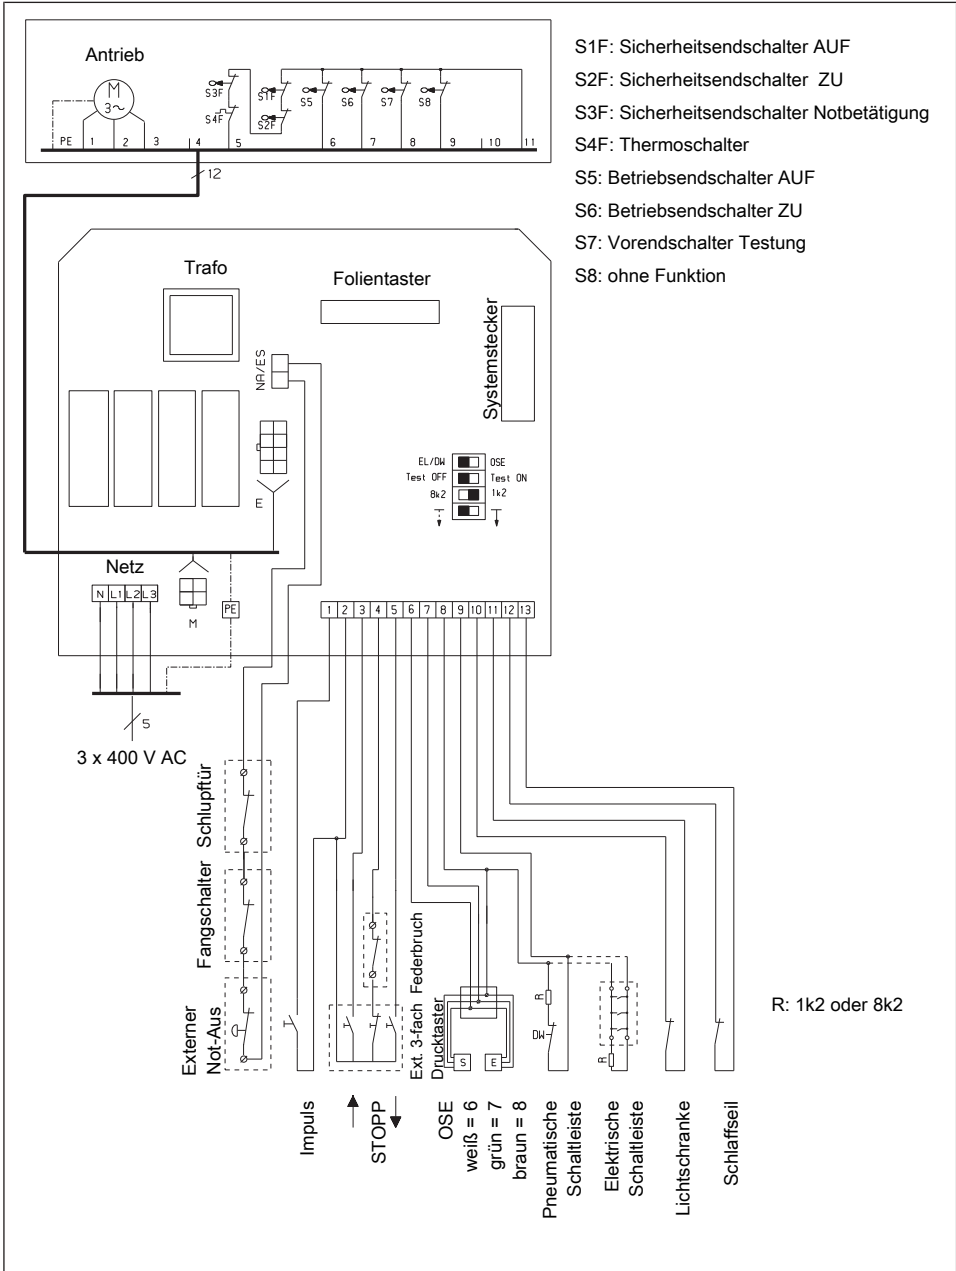 Antrieb
M
3~
S3F
S4F
S1F
S2F
S5
S6
S7
S8
PE 1 2 3 4 5 6 7 8 9 10 11
12
S1F: Sicherheitsendschalter AUF
S2F: Sicherheitsendschalter ZU
S3F: Sicherheitsendschalter Notbetätigung
S4F: Thermoschalter
S5: Betriebsendschalter AUF
S6: Betriebsendschalter ZU
S7: Vorendschalter Testung
S8: ohne Funktion
Trafo
Folientaster
Systemstecker
NA/ES
E
EL/DW OSE
Test OFF Test ON
8k2 1k2
Netz
N L1 L2 L3
M
PE
1 2 3 4 5 6 7 8 9 10 11 12 13
5
3 x 400 V AC
Schlupftür
Fangschalter
Externer
Not-Aus
Impuls
STOPP
Federbruch
Ext. 3-fach
Drucktaster
S E
OSE
weiß = 6
grün = 7
braun = 8
R
DW
Pneumatische
Schaltleiste
R
Elektrische
Schaltleiste
Lichtschranke
Schlaffseil
R: 1k2 oder 8k2